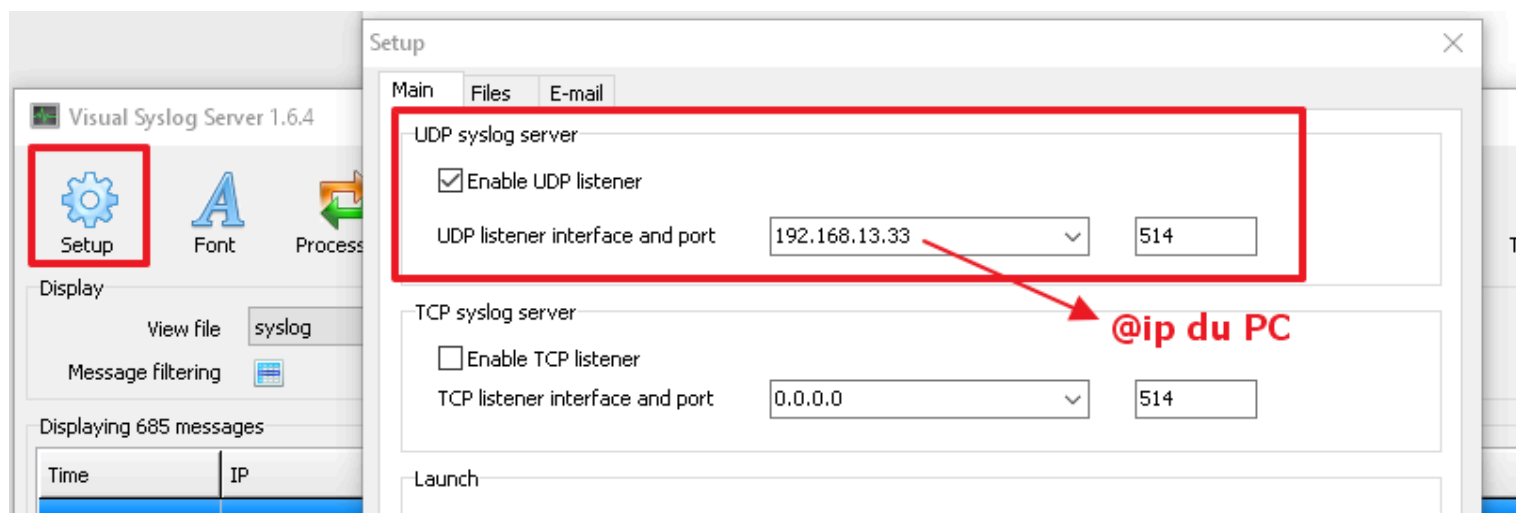 Setup
Main Files E-mail
Visual Syslog Server 1.6.4
UDP syslog server
Enable UDP listener
UDP listener interface and port 192.168.13.33 514
Setup Font Process
Display
View file syslog
Message filtering
TCP syslog server
@ip du PC
Enable TCP listener
TCP listener interface and port 0.0.0.0 514
Displaying 685 messages
Time IP
Launch